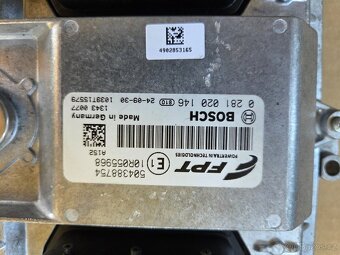 FPT
POWERTRAIN TECHNOLOGIES
E1
504388754
10R055968
A152
BOSCH
Made in Germany
0 281 020 146
1343 0077
24-09-30 1039T15579
4902853165